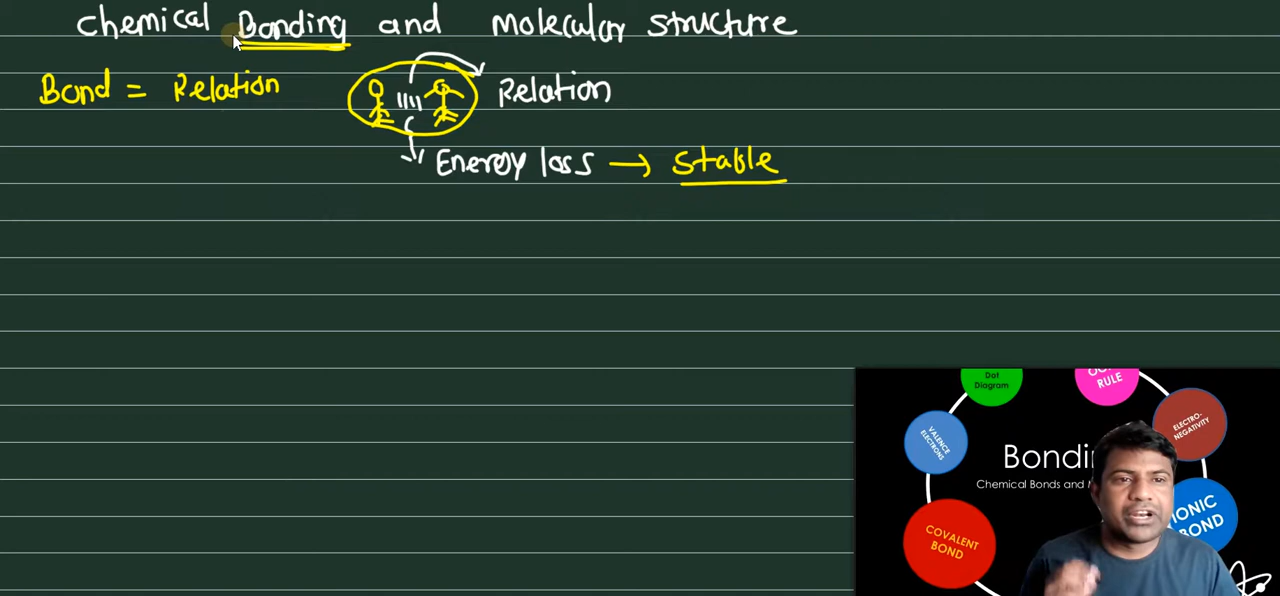 Chemical Bonding and Molecular structure
Bond = Relation
Relation
Energy loss → Stable
Dot
Diagram
RULE
VALENCE
ELECTRONS
ELECTRO-
NEGATIVITY
Chemical Bonds and
IONIC
BOND
COVALENT
BOND